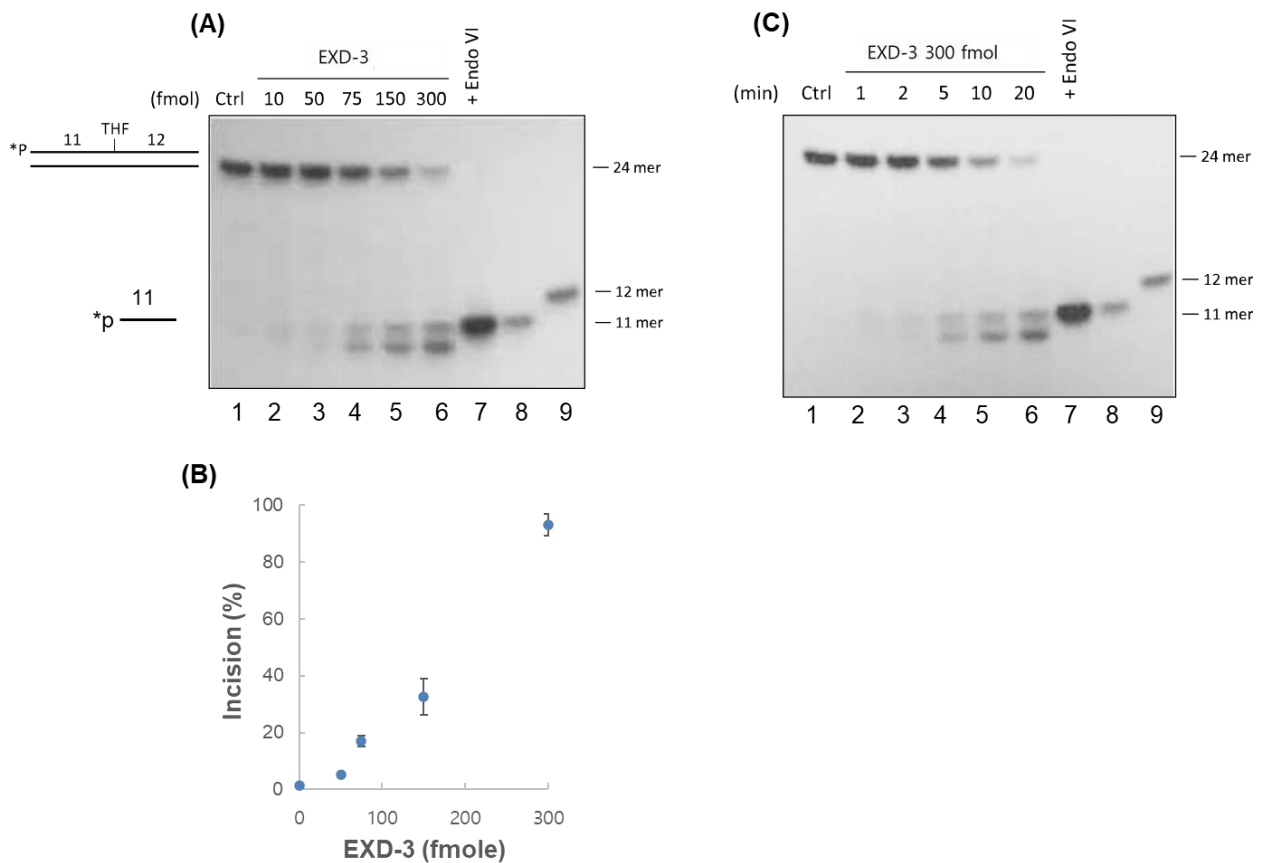 (A)
EXD-3
+ Endo VI
(fmol) Ctrl 10 50 75 150 300
*P 11 THF 12
24 mer
11
*p
12 mer
11 mer
1 2 3 4 5 6 7 8 9
(C)
EXD-3 300 fmol
+ Endo VI
(min) Ctrl 1 2 5 10 20
24 mer
12 mer
11 mer
1 2 3 4 5 6 7 8 9
(B)
100
80
60
40
20
0
Incision (%)
0 100 200 300
EXD-3 (fmole)